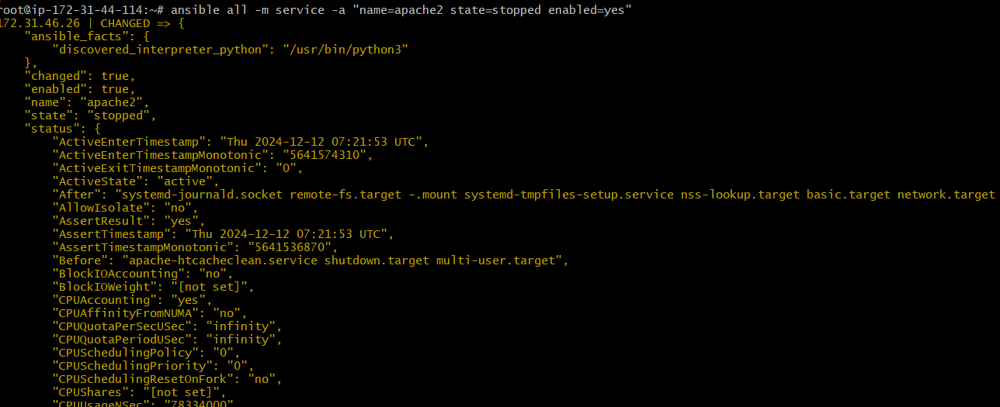 root@ip-172-31-44-114:~# ansible all -m service -a "name=apache2 state=stopped enabled=yes"
172.31.46.26 | CHANGED => {
    "ansible_facts": {
        "discovered_interpreter_python": "/usr/bin/python3"
    },
    "changed": true,
    "enabled": true,
    "name": "apache2",
    "state": "stopped",
    "status": {
        "ActiveEnterTimestamp": "Thu 2024-12-12 07:21:53 UTC",
        "ActiveEnterTimestampMonotonic": "5641574310",
        "ActiveExitTimestampMonotonic": "0",
        "ActiveState": "active",
        "After": "systemd-journald.socket remote-fs.target -.mount systemd-tmpfiles-setup.service nss-lookup.target basic.target network.target
        "AllowIsolate": "no",
        "AssertResult": "yes",
        "AssertTimestamp": "Thu 2024-12-12 07:21:53 UTC",
        "AssertTimestampMonotonic": "5641536870",
        "Before": "apache-htcacheclean.service shutdown.target multi-user.target",
        "BlockIOAccounting": "no",
        "BlockIOWeight": "[not set]",
        "CPUAccounting": "yes",
        "CPUAffinityFromNUMA": "no",
        "CPUQuotaPerSecUSec": "infinity",
        "CPUQuotaPeriodUSec": "infinity",
        "CPUSchedulingPolicy": "0",
        "CPUSchedulingPriority": "0",
        "CPUSchedulingResetOnFork": "no",
        "CPUShares": "[not set]",
        "CPUUsageNSec": "78334000"